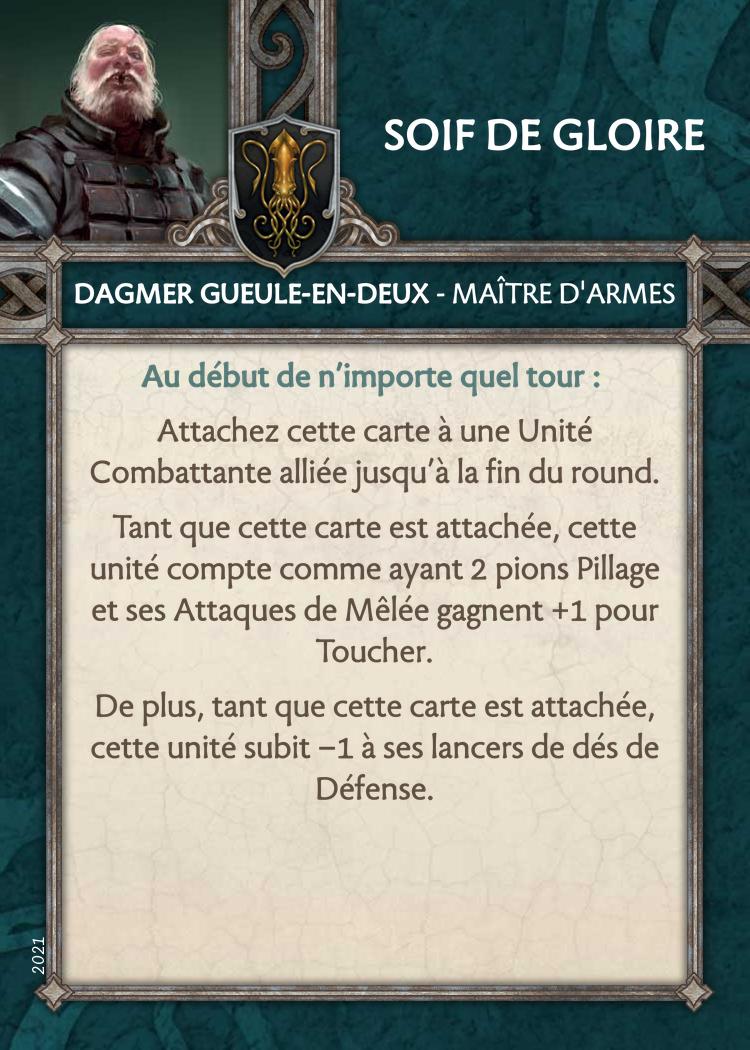 SOIF DE GLOIRE
DAGMER GUEULE-EN-DEUX - MAÎTRE D'ARMES
Au début de n’importe quel tour :
Attachez cette carte à une Unité
Combattante alliée jusqu’à la fin du round.
Tant que cette carte est attachée, cette
unité compte comme ayant 2 pions Pillage
et ses Attaques de Mêlée gagnent +1 pour
Toucher.
De plus, tant que cette carte est attachée,
cette unité subit –1 à ses lancers de dés de
Défense.
2021